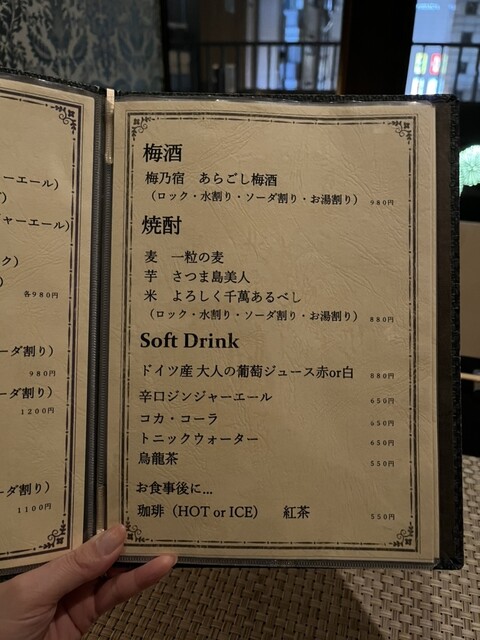 ーエール）
ジャーエール）
各９８０円
ーダ割り）
９８０円
ーダ割り）
１２００円
ーダ割り）
１１００円
梅酒
梅乃宿　あらごし梅酒
（ロック・水割り・ソーダ割り・お湯割り）　９８０円
焼酎
麦　一粒の麦
芋　さつま島美人
米　よろしく千萬あるべし
（ロック・水割り・ソーダ割り・お湯割り）　８８０円
Soft Drink
ドイツ産 大人の葡萄ジュース赤or白　８８０円
辛口ジンジャーエール　６５０円
コカ・コーラ　６５０円
トニックウォーター　６５０円
烏龍茶　５５０円
お食事後に...
珈琲（HOT or ICE）　紅茶　５５０円